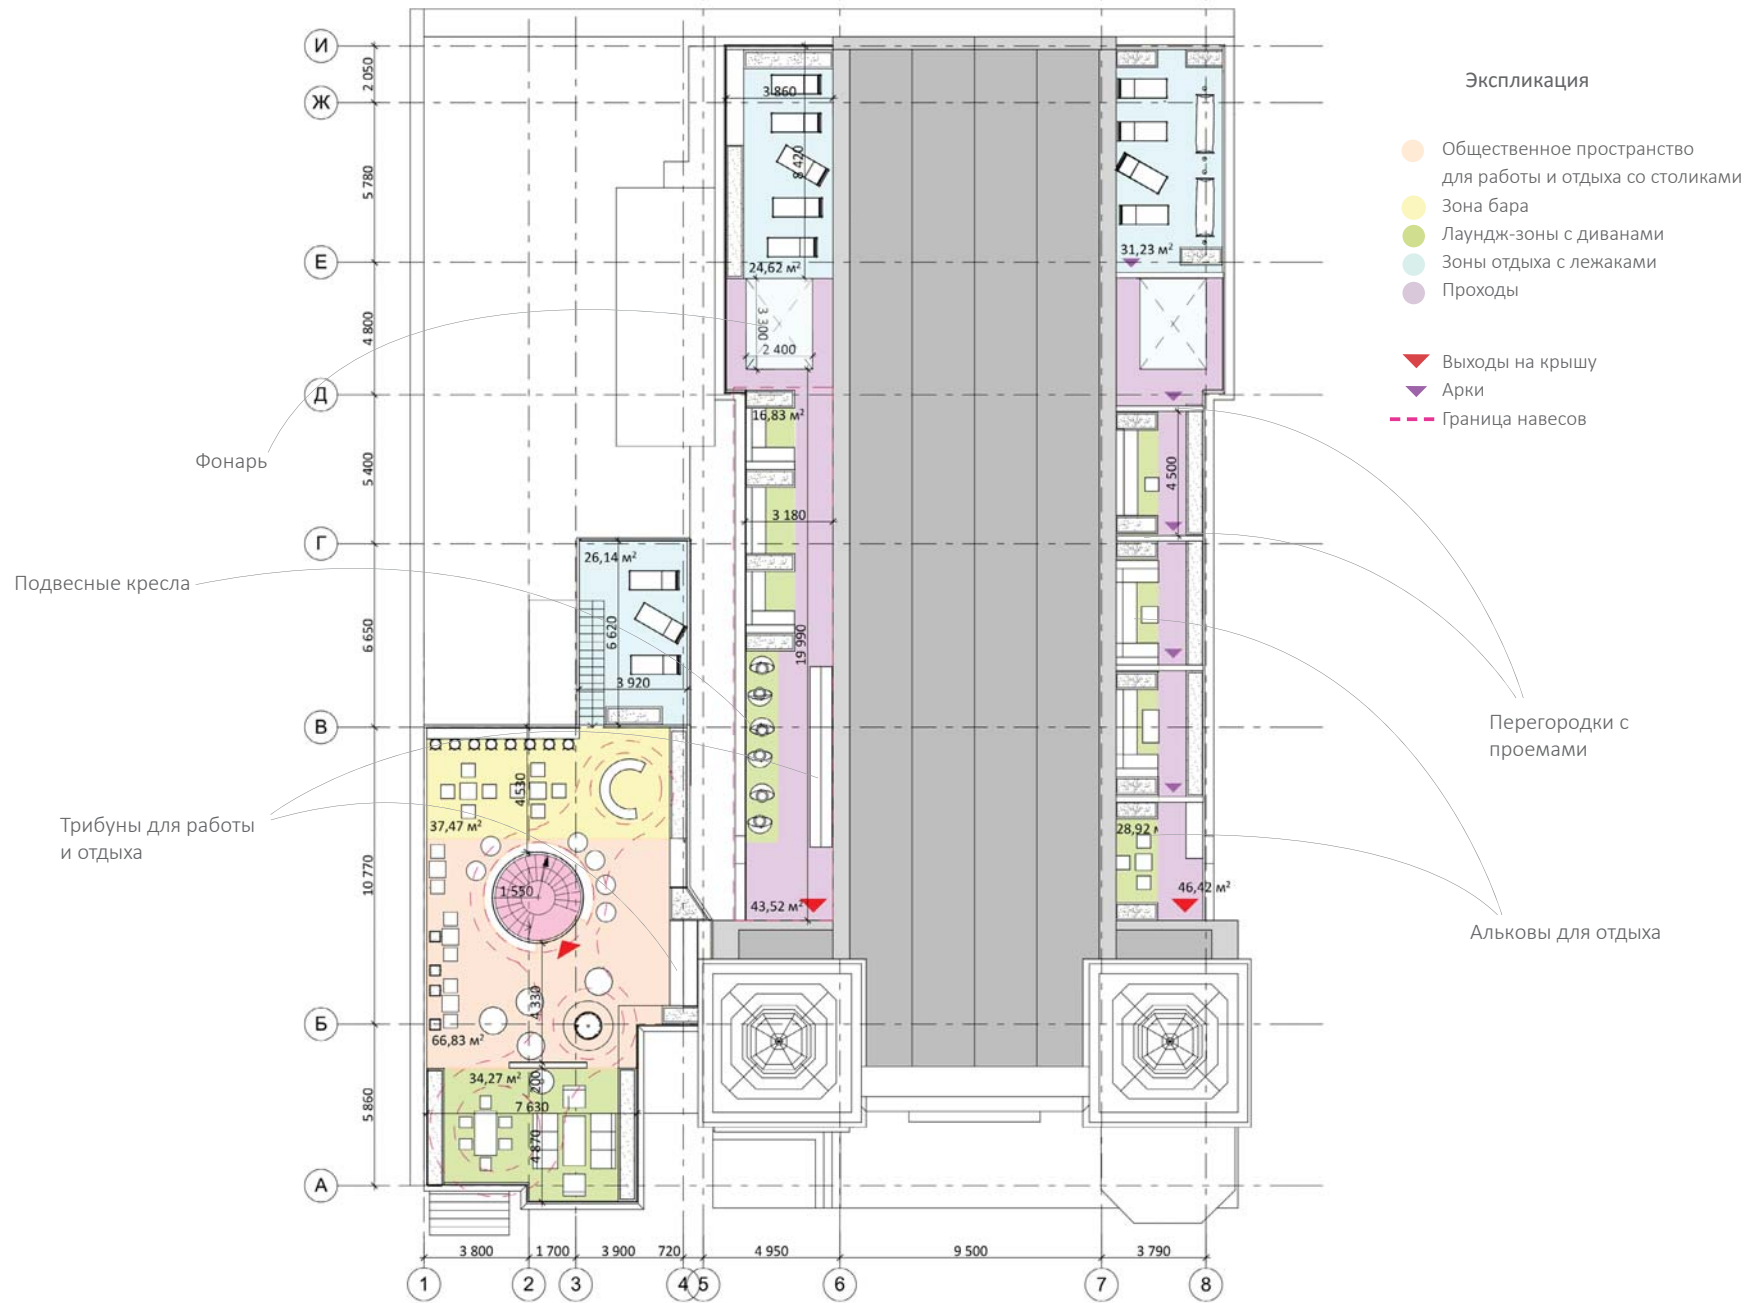 Экспликация
Общественное пространство
для работы и отдыха со столиками
Зона бара
Лаундж-зоны с диванами
Зоны отдыха с лежаками
Проходы
Выходы на крышу
Арки
Граница навесов
И
Ж
Е
Д
Г
В
Б
А
2 050
5 780
4 800
5 400
6 650
10 770
5 860
Фонарь
Подвесные кресла
Трибуны для работы
и отдыха
Перегородки с
проемами
Альковы для отдыха
3 860
8 420
24,62 м²
31,23 м²
3 300
2 400
16,83 м²
4 500
3 180
26,14 м²
6 620
19 990
3 920
4 530
37,47 м²
28,92 м
1 550
43,52 м²
46,42 м²
4 330
66,83 м²
34,27 м²
200
7 630
4 870
3 800
1 700
3 900
720
4 950
9 500
3 790
1
2
3
4
5
6
7
8